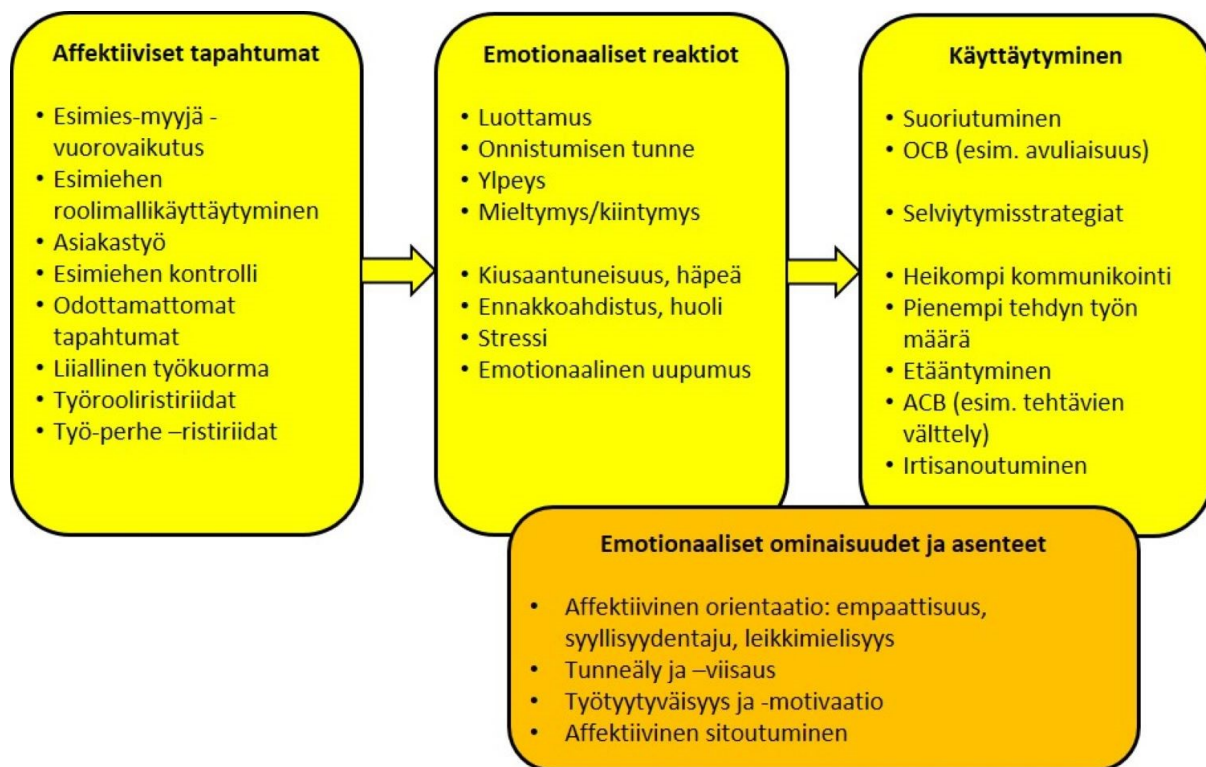 Affektiiviset tapahtumat
• Esimies-myyjä -
vuorovaikutus
• Esimiehen
roolimallikäyttäytyminen
• Asiakastyö
• Esimiehen kontrolli
• Odottamattomat
tapahtumat
• Liiallinen työkuorma
• Työrooliristiriidat
• Työ-perhe –ristiriidat
Emotionaaliset reaktiot
• Luottamus
• Onnistumisen tunne
• Ylpeys
• Mieltymys/kiintymys
• Kiusaantuneisuus, häpeä
• Ennakkoahdistus, huoli
• Stressi
• Emotionaalinen uupumus
Käyttäytyminen
• Suoriutuminen
• OCB (esim. avuliaisuus)
• Selviytymisstrategiat
• Heikompi kommunikointi
• Pienempi tehdyn työn
määrä
• Etääntyminen
• ACB (esim. tehtävien
välttely)
• Irtisanoutuminen
Emotionaaliset ominaisuudet ja asenteet
• Affektiivinen orientaatio: empaattisuus,
syyllisyydentaju, leikkimielisyys
• Tunneäly ja –viisaus
• Työtyytyväisyys ja -motivaatio
• Affektiivinen sitoutuminen